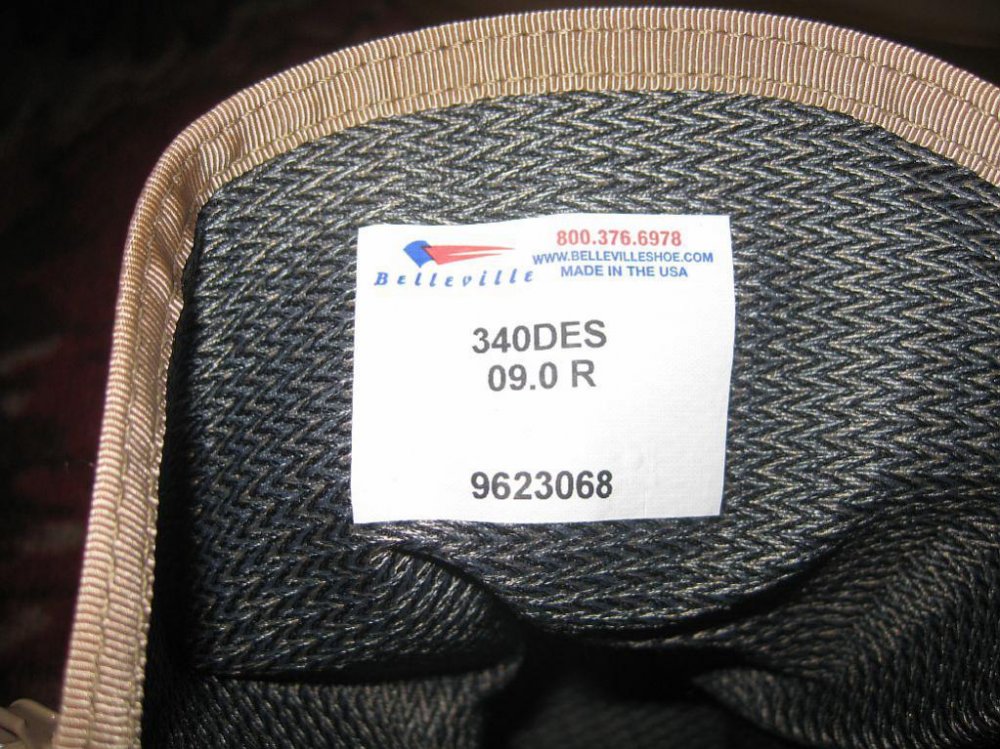 Belleville
800.376.6978
WWW.BELLEVILLESHOE.COM
MADE IN THE USA
340DES
09.0 R
9623068